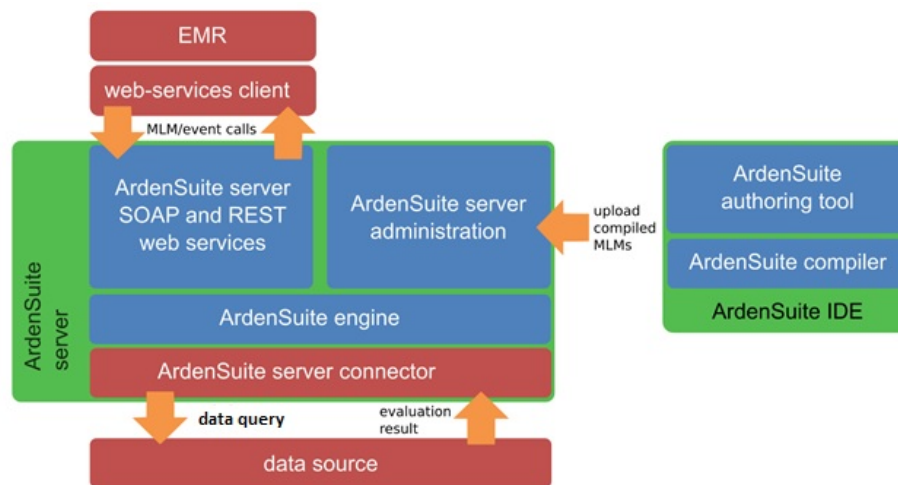 EMR
web-services client
MLM/event calls
ArdenSuite server
SOAP and REST
web services
ArdenSuite server
administration
upload
compiled
MLMs
ArdenSuite
authoring tool
ArdenSuite compiler
ArdenSuite IDE
ArdenSuite
server
ArdenSuite engine
ArdenSuite server connector
data query
evaluation
result
data source